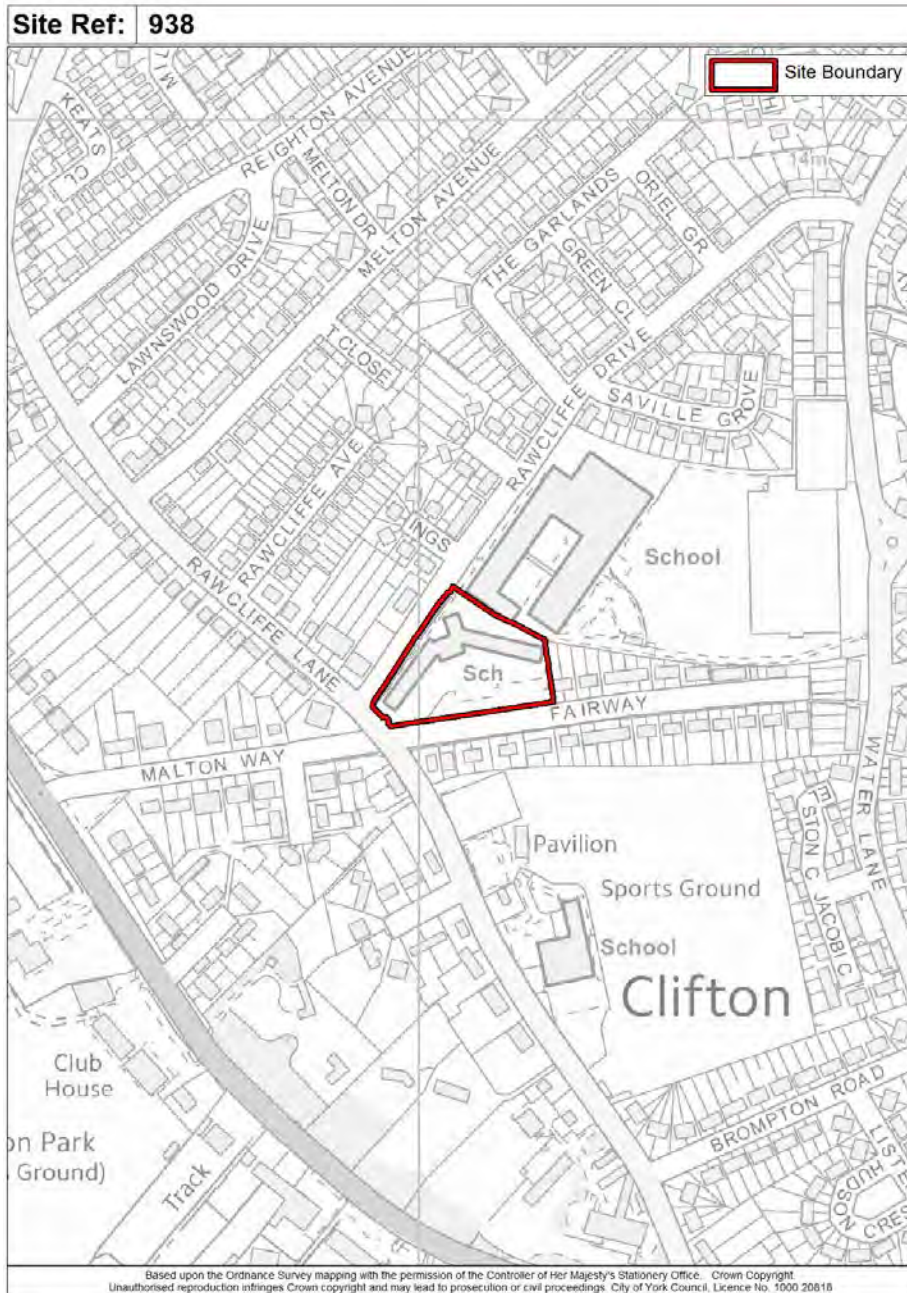 Site Ref: 938
Site Boundary
KEATS CL
REIGHTON AVENUE
MELTON DR
MELTON AVENUE
LAWNSWOOD DRIVE
14m
ORIEL GR
THE GARLANDS
GREEN CL
T CLOSE
RAWCLIFFE DRIVE
SAVILLE GROVE
RAWCLIFFE AVE
INGS
School
RAWCLIFFE LANE
Sch
FAIRWAY
MALTON WAY
WATER LANE
Pavilion
Sports Ground
School
Clifton
STON C
JACOBI C
Club
House
BROMPTON ROAD
on Park
Ground)
Track
LIST
HUDSON
CRES
Based upon the Ordnance Survey mapping with the permission of the Controller of Her Majesty's Stationery Office. Crown Copyright.
Unauthorised reproduction infringes Crown copyright and may lead to prosecution or civil proceedings. City of York Council, Licence No. 1000 20818